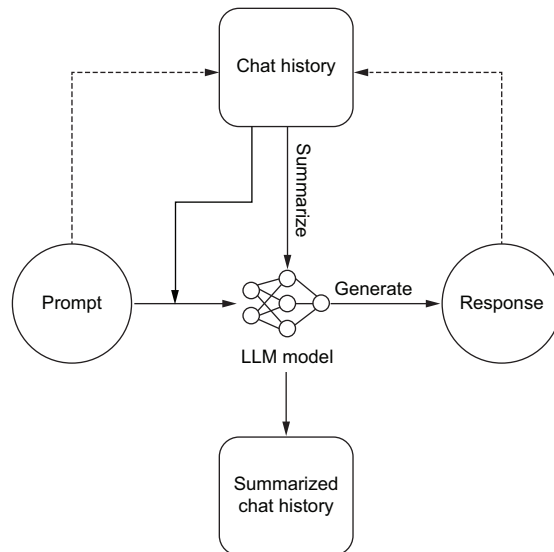 Chat history
Summarize
Prompt
Generate
Response
LLM model
Summarized
chat history